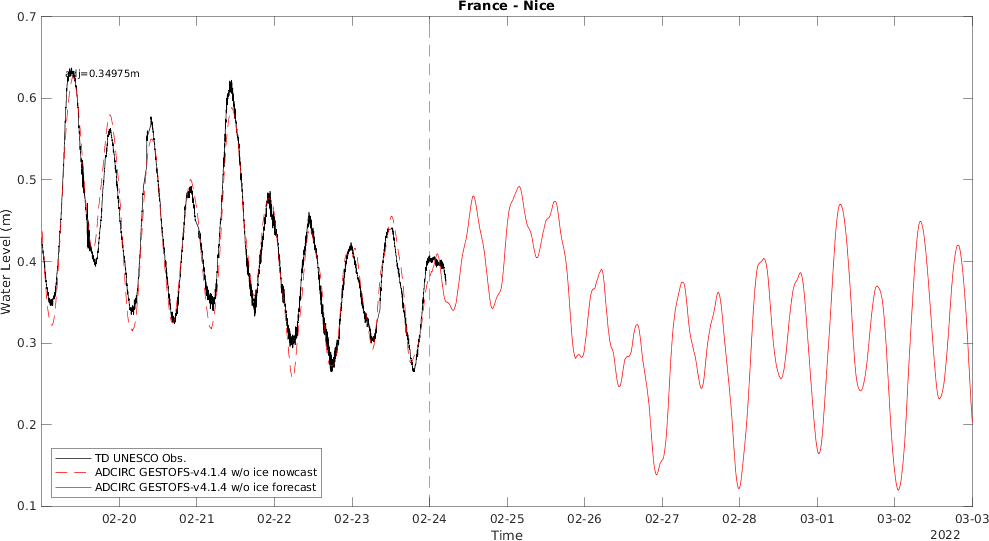 France - Nice
0.7
0.6
0.5
0.4
0.3
0.2
0.1
Water Level (m)
adj=0.34975m
TD UNESCO Obs.
ADCIRC GESTOFS-v4.1.4 w/o ice nowcast
ADCIRC GESTOFS-v4.1.4 w/o ice forecast
02-20 02-21 02-22 02-23 02-24 02-25 02-26 02-27 02-28 03-01 03-02 03-03
Time
2022